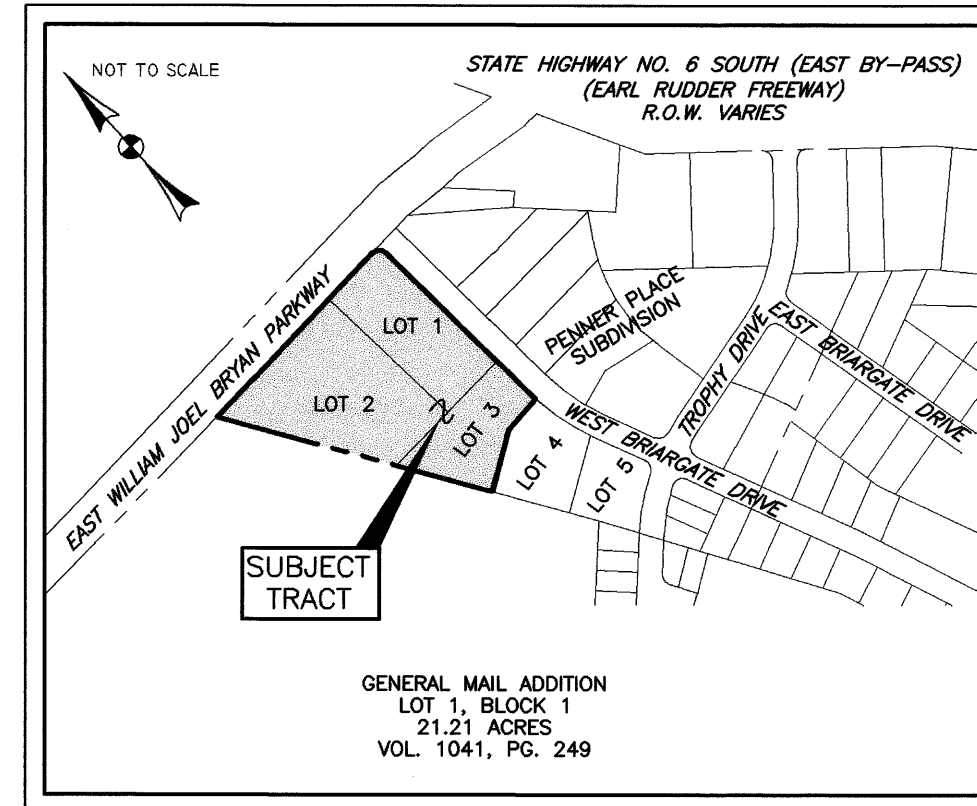 NOT TO SCALE
STATE HIGHWAY NO. 6 SOUTH (EAST BY-PASS)
(EARL RUDDER FREEWAY)
R.O.W. VARIES
EAST WILLIAM JOEL BRYAN PARKWAY
LOT 1
LOT 2
LOT 3
LOT 4
LOT 5
PENNER PLACE
SUBDIVISION
TROPHY DRIVE
EAST BRIARGATE DRIVE
WEST BRIARGATE DRIVE
SUBJECT
TRACT
GENERAL MAIL ADDITION
LOT 1, BLOCK 1
21.21 ACRES
VOL. 1041, PG. 249